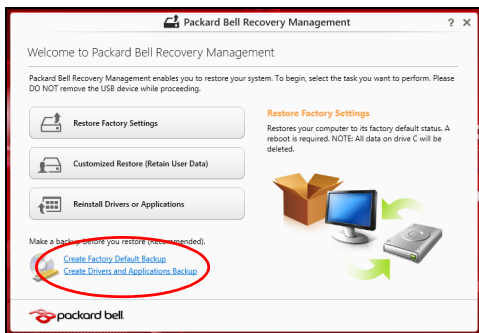 Packard Bell Recovery Management
? X
Welcome to Packard Bell Recovery Management
Packard Bell Recovery Management enables you to restore your system. To begin, select the task you want to perform. Please
DO NOT remove the USB device while proceeding.
Restore Factory Settings
Customized Restore (Retain User Data)
Reinstall Drivers or Applications
Restore Factory Settings
Restores your computer to its factory default status. A
reboot is required. NOTE: All data on drive C will be
deleted.
Make a backup before you restore (Recommended).
Create Factory Default Backup
Create Drivers and Applications Backup
packard bell.